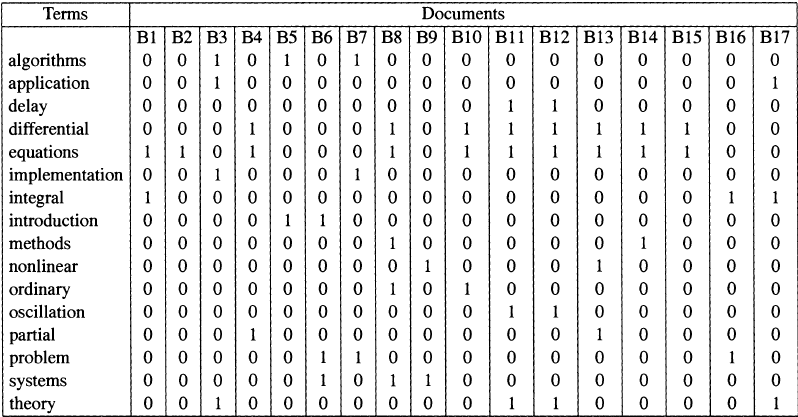 Terms Documents
B1 B2 B3 B4 B5 B6 B7 B8 B9 B10 B11 B12 B13 B14 B15 B16 B17
algorithms 0 0 1 0 1 0 1 0 0 0 0 0 0 0 0 0 0
application 0 0 1 0 0 0 0 0 0 0 0 0 0 0 0 0 1
delay 0 0 0 0 0 0 0 0 0 0 1 1 0 0 0 0 0
differential 0 0 0 1 0 0 0 1 0 1 1 1 1 1 1 0 0
equations 1 1 0 1 0 0 0 1 0 1 1 1 1 1 1 0 0
implementation 0 0 1 0 0 0 1 0 0 0 0 0 0 0 0 0 0
integral 1 0 0 0 0 0 0 0 0 0 0 0 0 0 0 1 1
introduction 0 0 0 0 1 1 0 0 0 0 0 0 0 0 0 0 0
methods 0 0 0 0 0 0 0 1 0 0 0 0 0 1 0 0 0
nonlinear 0 0 0 0 0 0 0 0 1 0 0 0 1 0 0 0 0
ordinary 0 0 0 0 0 0 0 1 0 1 0 0 0 0 0 0 0
oscillation 0 0 0 0 0 0 0 0 0 0 1 1 0 0 0 0 0
partial 0 0 0 1 0 0 0 0 0 0 0 0 1 0 0 0 0
problem 0 0 0 0 0 1 1 0 0 0 0 0 0 0 0 1 0
systems 0 0 0 0 0 1 0 1 1 0 0 0 0 0 0 0 0
theory 0 0 1 0 0 0 0 0 0 0 1 1 0 0 0 0 1